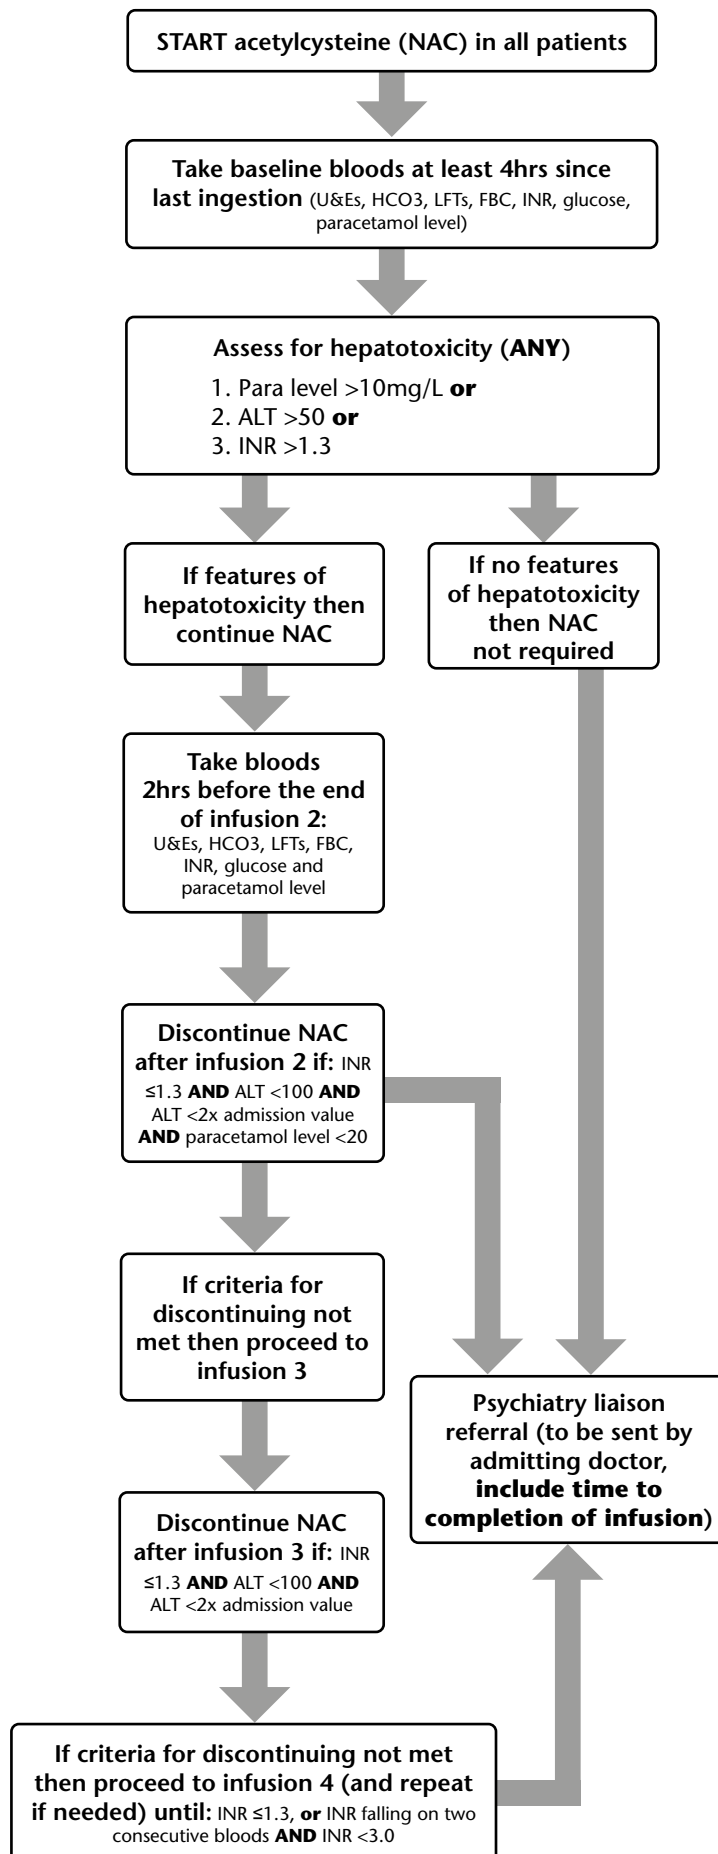 START acetylcysteine (NAC) in all patients
Take baseline bloods at least 4hrs since
last ingestion (U&Es, HCO3, LFTs, FBC, INR, glucose,
paracetamol level)
Assess for hepatotoxicity (ANY)
1. Para level >10mg/L or
2. ALT >50 or
3. INR >1.3
If features of
hepatotoxicity then
continue NAC
If no features
of hepatotoxicity
then NAC
not required
Take bloods
2hrs before the end
of infusion 2:
U&Es, HCO3, LFTs, FBC,
INR, glucose and
paracetamol level
Discontinue NAC
after infusion 2 if: INR
≤1.3 AND ALT <100 AND
ALT <2x admission value
AND paracetamol level <20
If criteria for
discontinuing not
met then proceed to
infusion 3
Psychiatry liaison
referral (to be sent by
admitting doctor,
include time to
completion of infusion)
Discontinue NAC
after infusion 3 if: INR
≤1.3 AND ALT <100 AND
ALT <2x admission value
If criteria for discontinuing not met
then proceed to infusion 4 (and repeat
if needed) until: INR ≤1.3, or INR falling on two
consecutive bloods AND INR <3.0